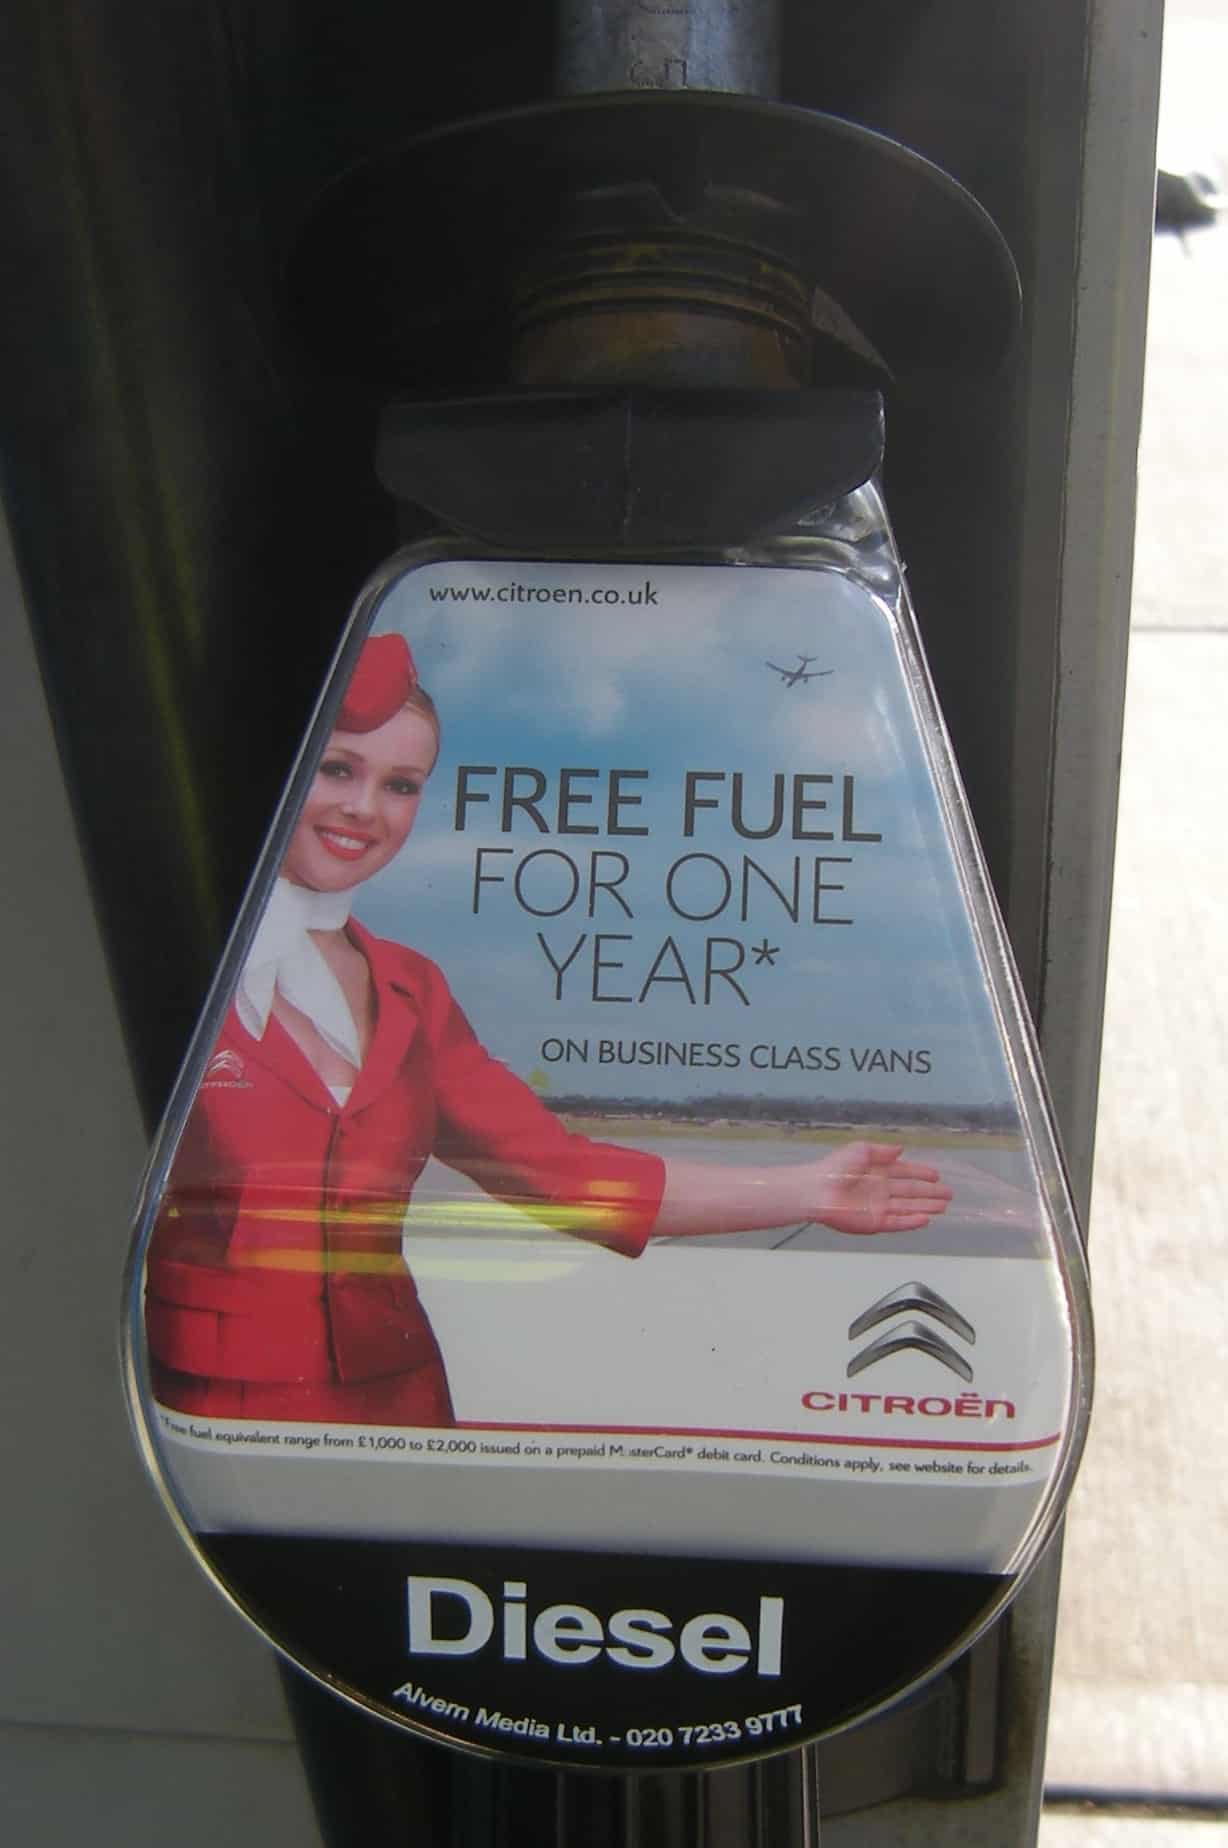 www.citroen.co.uk
FREE FUEL
FOR ONE
YEAR*
ON BUSINESS CLASS VANS
CITROËN
CITROËN
*Free fuel equivalent range from £1,000 to £2,000 issued on a prepaid MasterCard® debit card. Conditions apply, see website for details.
Diesel
Alvern Media Ltd. - 020 7233 9777